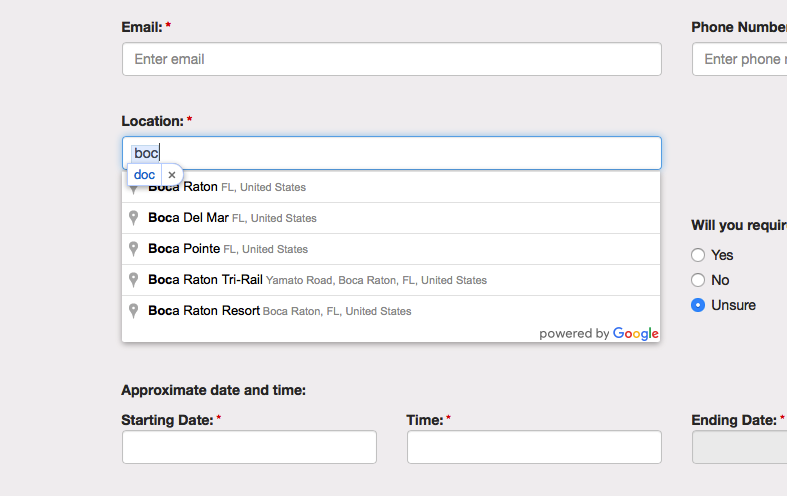 Email: *
Phone Number
Enter email
Enter phone
Location: *
boc
doc ×
Boca Raton FL, United States
Boca Del Mar FL, United States
Boca Pointe FL, United States
Boca Raton Tri-Rail Yamato Road, Boca Raton, FL, United States
Boca Raton Resort Boca Raton, FL, United States
powered by Google
Will you requir
Yes
No
Unsure
Approximate date and time:
Starting Date: *
Time: *
Ending Date: *